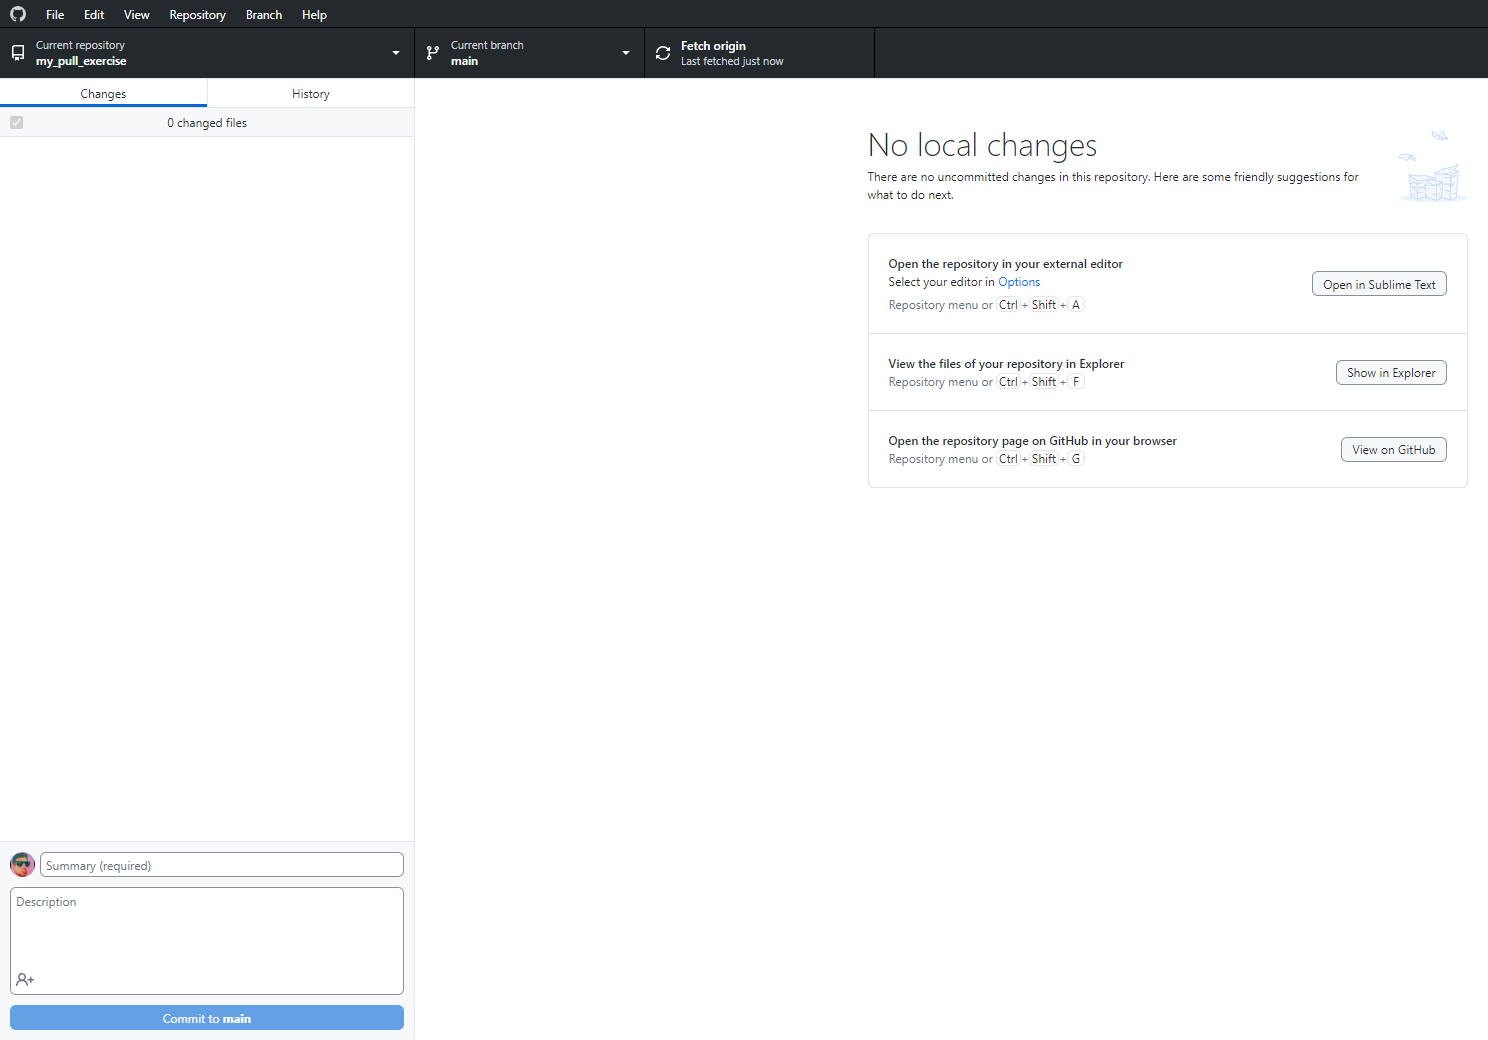 File Edit View Repository Branch Help
Current repository
my_pull_exercise
Current branch
main
Fetch origin
Last fetched just now
Changes
History
0 changed files
No local changes
There are no uncommitted changes in this repository. Here are some friendly suggestions for
what to do next.
Open the repository in your external editor
Select your editor in Options
Repository menu or Ctrl + Shift + A
Open in Sublime Text
View the files of your repository in Explorer
Repository menu or Ctrl + Shift + F
Show in Explorer
Open the repository page on GitHub in your browser
Repository menu or Ctrl + Shift + G
View on GitHub
Summary (required)
Description
Commit to main